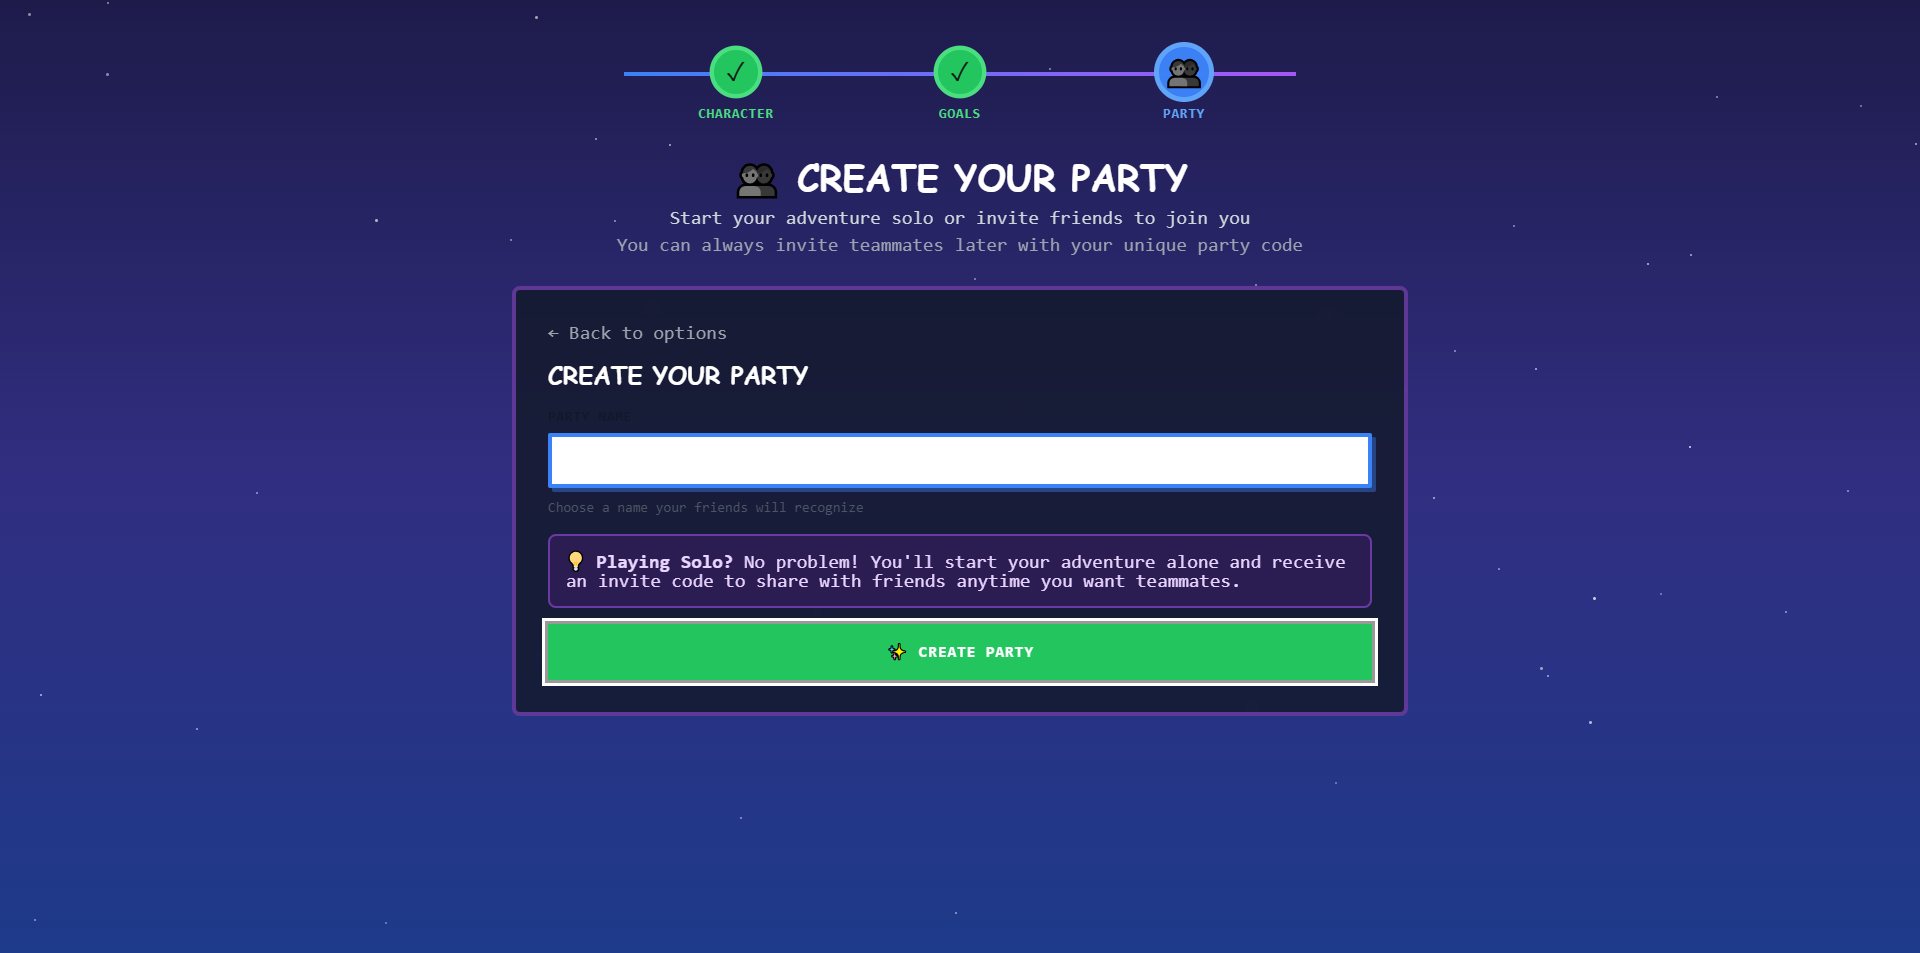 CHARACTER
GOALS
PARTY
CREATE YOUR PARTY
Start your adventure solo or invite friends to join you
You can always invite teammates later with your unique party code
← Back to options
CREATE YOUR PARTY
PARTY NAME
Choose a name your friends will recognize
Playing Solo? No problem! You'll start your adventure alone and receive
an invite code to share with friends anytime you want teammates.
CREATE PARTY